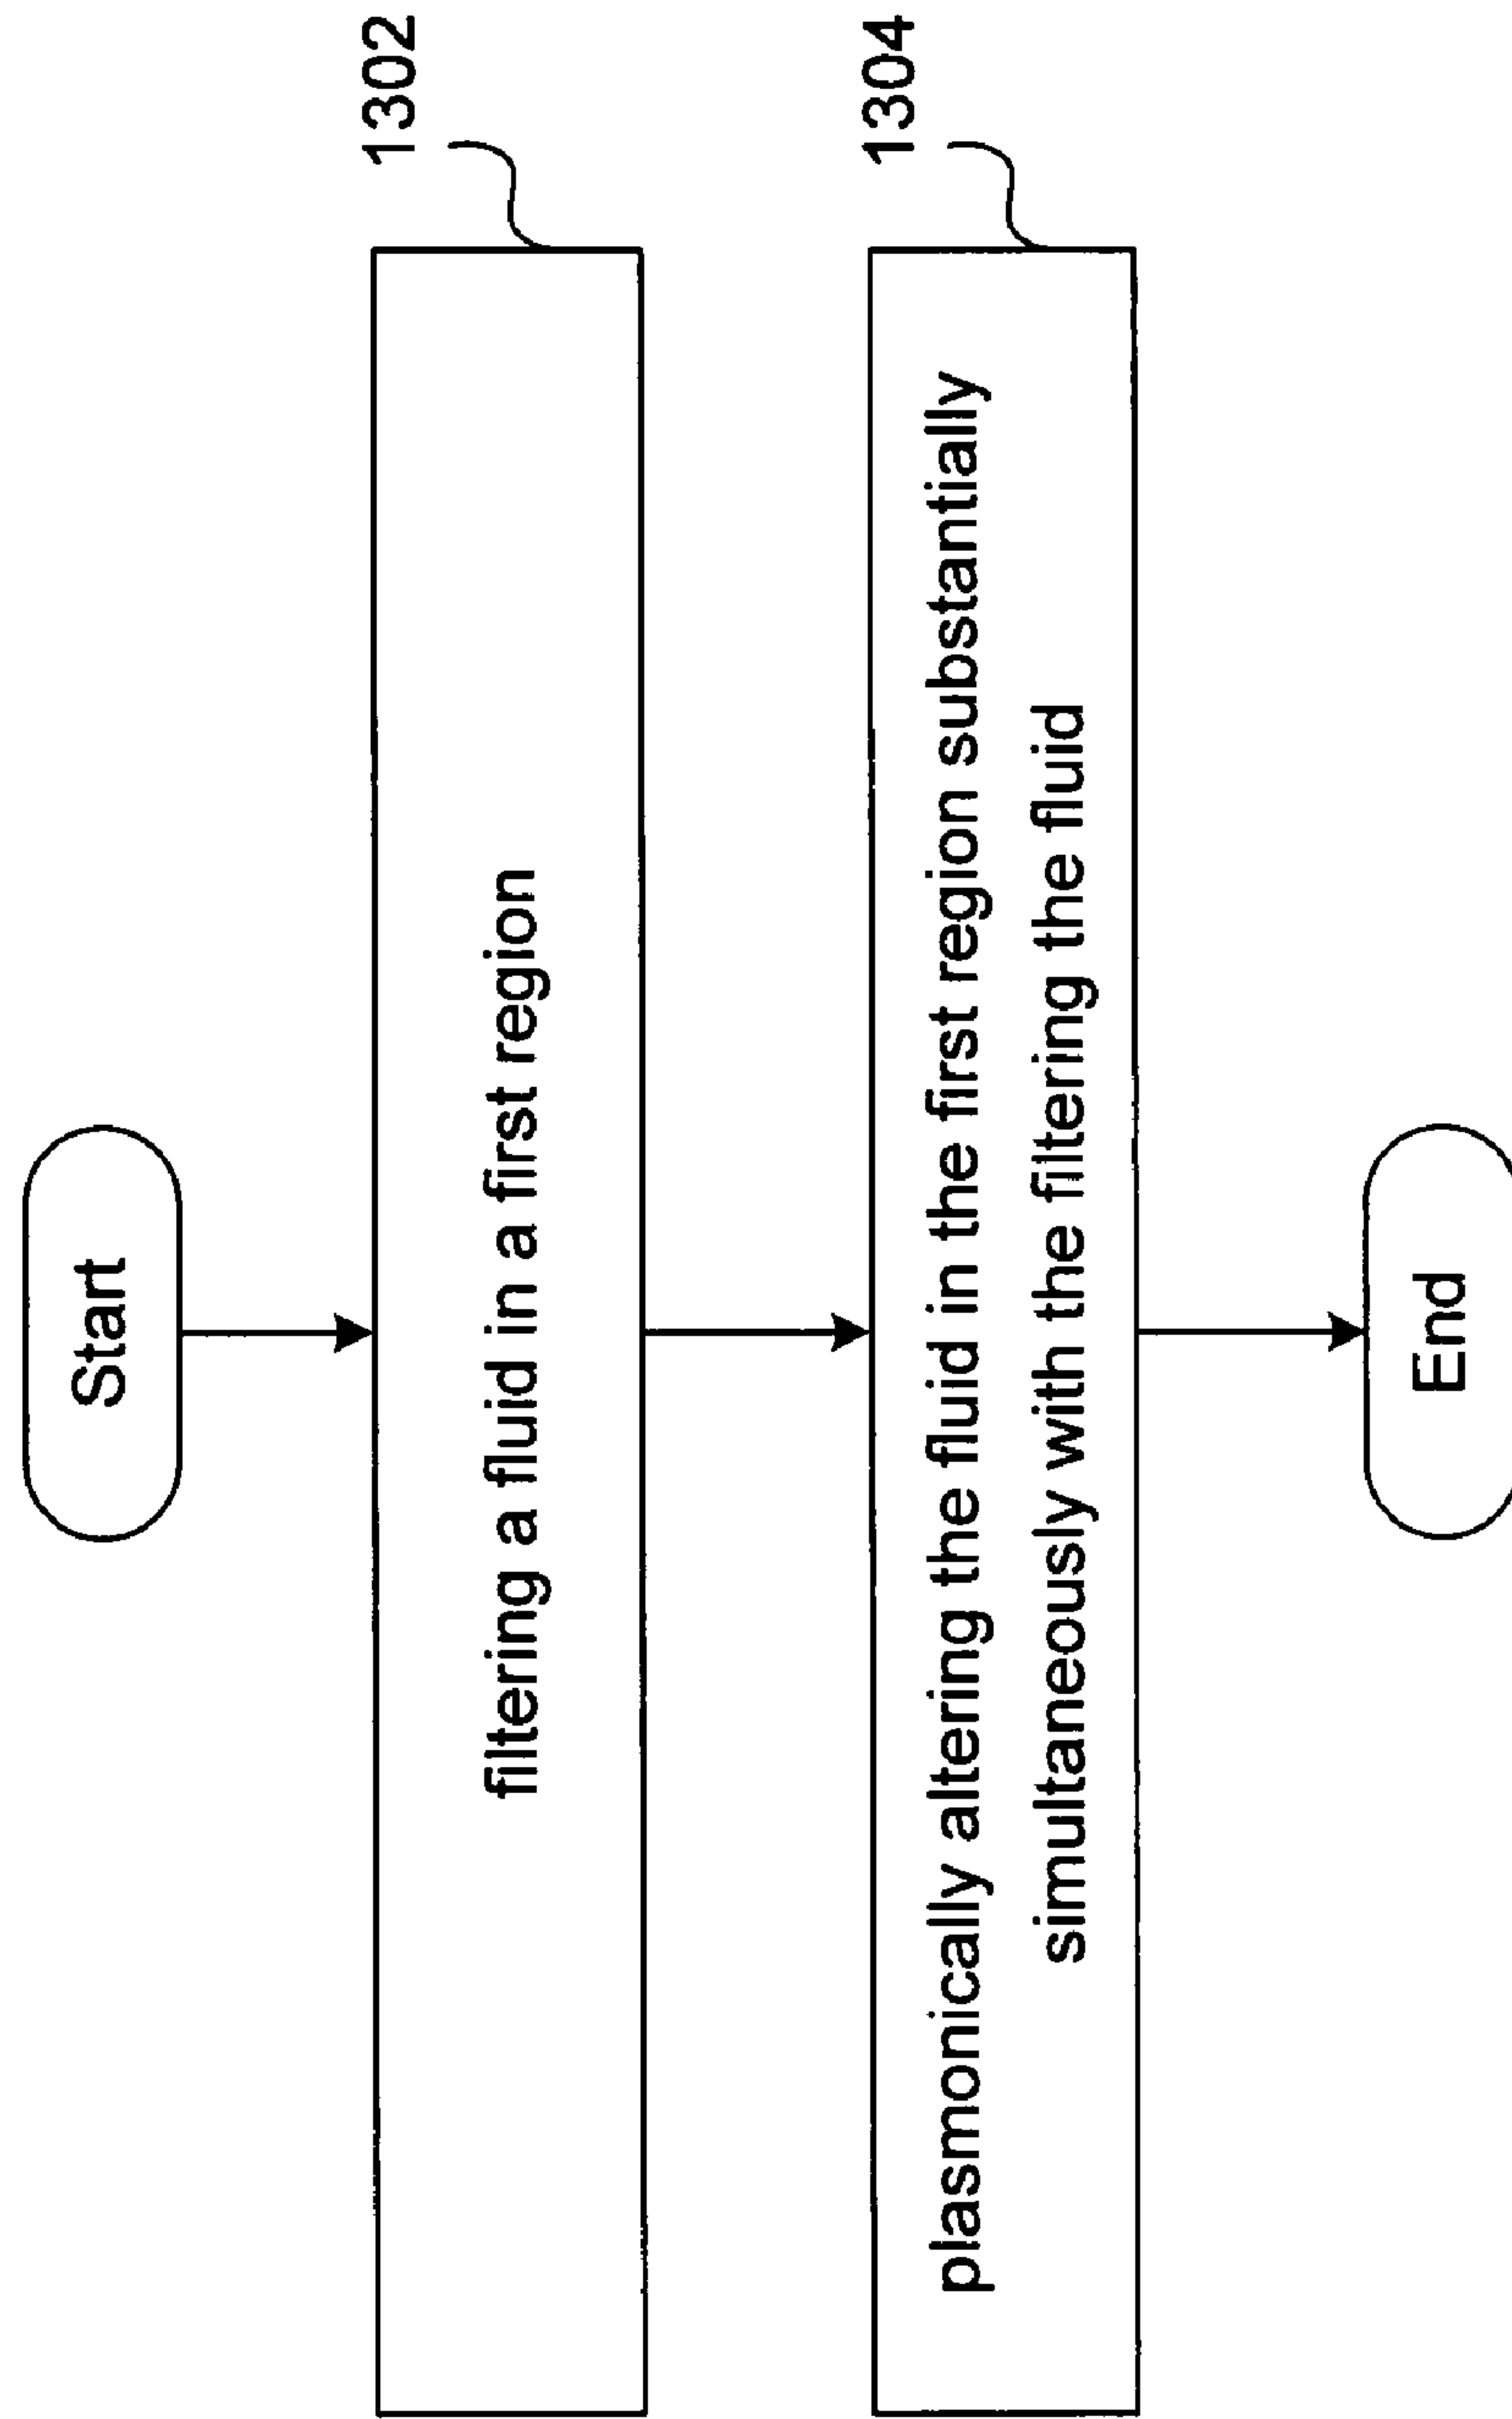 Start
1302
filtering a fluid in a first region
1304
plasmonically altering the fluid in the first region substantially
simultaneously with the filtering the fluid
End